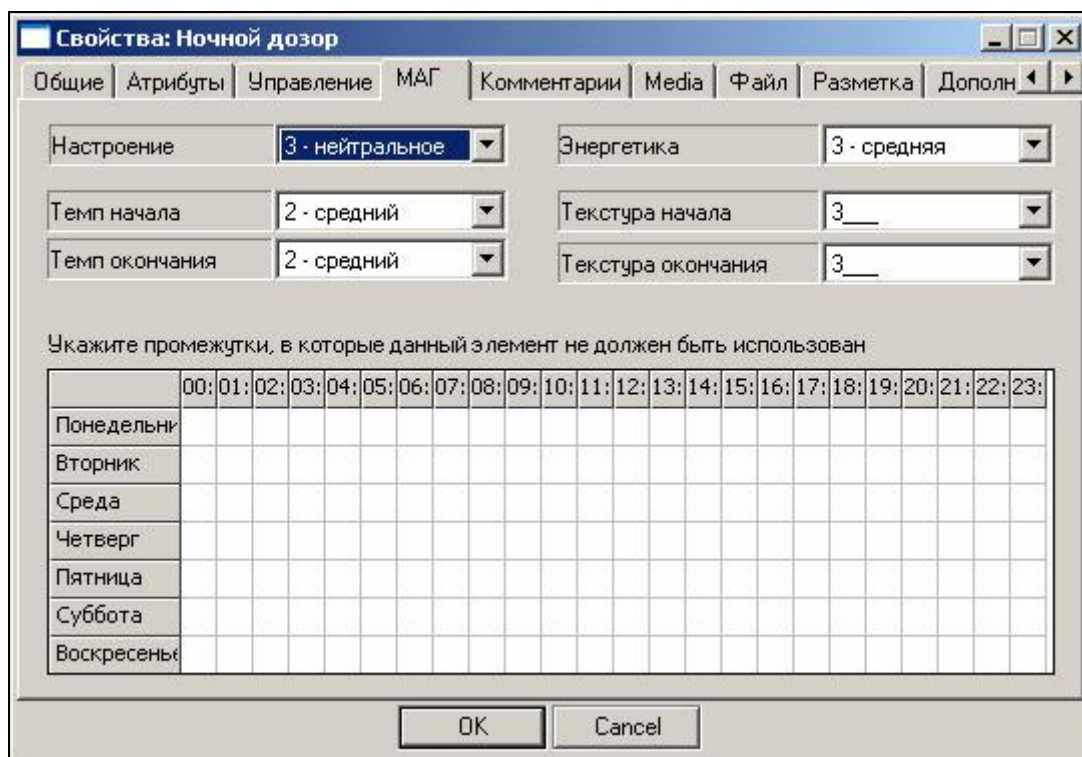 Свойства: Ночной дозор
Общие Атрибуты Управление МАГ Комментарии Media Файл Разметка Дополн
Настроение 3 - нейтральное Энергетика 3 - средняя
Темп начала 2 - средний Текстура начала 3___
Темп окончания 2 - средний Текстура окончания 3___
Укажите промежутки, в которые данный элемент не должен быть использован
00: 01: 02: 03: 04: 05: 06: 07: 08: 09: 10: 11: 12: 13: 14: 15: 16: 17: 18: 19: 20: 21: 22: 23:
Понедельни
Вторник
Среда
Четверг
Пятница
Суббота
Воскресенье
OK Cancel